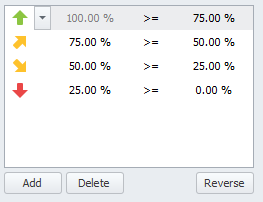 100.00 % >= 75.00 %
75.00 % >= 50.00 %
50.00 % >= 25.00 %
25.00 % >= 0.00 %
Add Delete Reverse